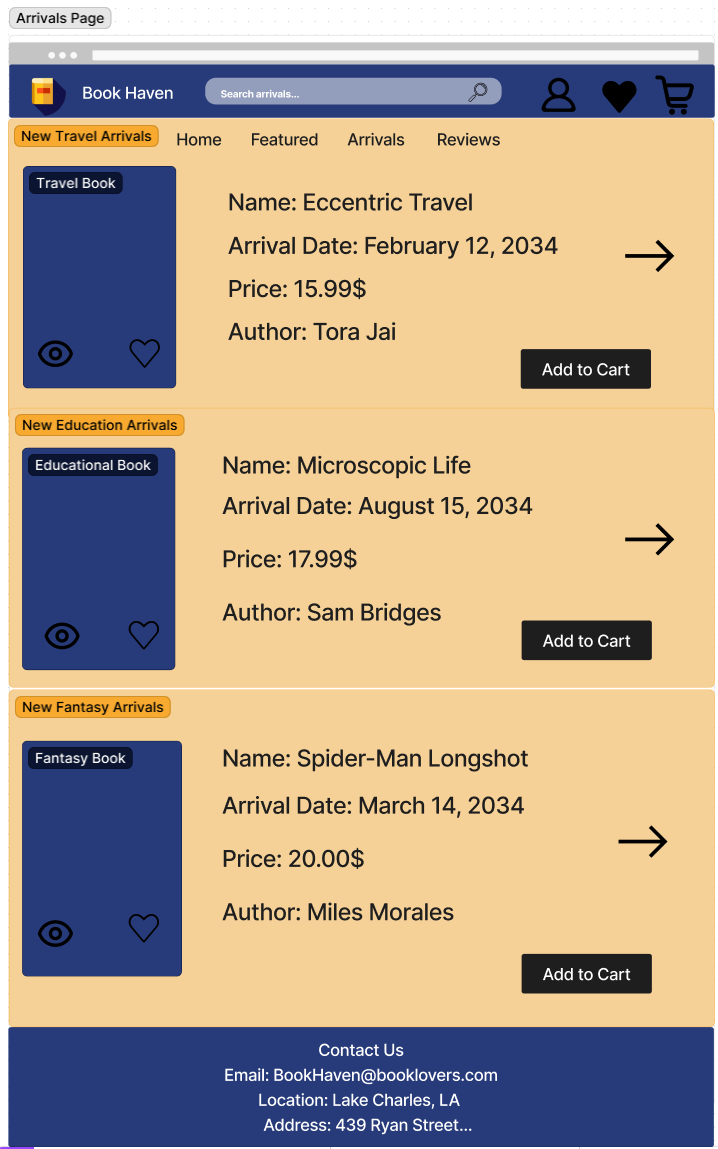 Arrivals Page
Book Haven
Search arrivals...
New Travel Arrivals
Home Featured Arrivals Reviews
Travel Book
Name: Eccentric Travel
Arrival Date: February 12, 2034
Price: 15.99$
Author: Tora Jai
Add to Cart
New Education Arrivals
Educational Book
Name: Microscopic Life
Arrival Date: August 15, 2034
Price: 17.99$
Author: Sam Bridges
Add to Cart
New Fantasy Arrivals
Fantasy Book
Name: Spider-Man Longshot
Arrival Date: March 14, 2034
Price: 20.00$
Author: Miles Morales
Add to Cart
Contact Us
Email: BookHaven@booklovers.com
Location: Lake Charles, LA
Address: 439 Ryan Street...